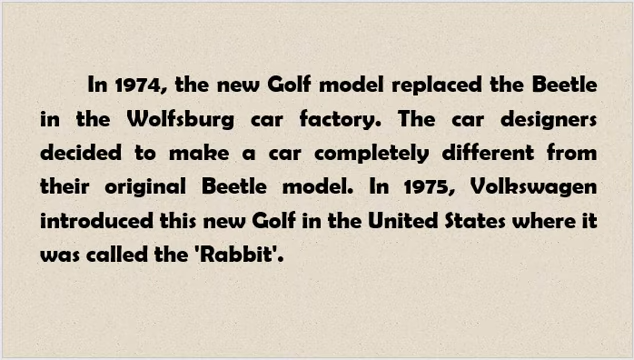 In 1974, the new Golf model replaced the Beetle
in the Wolfsburg car factory. The car designers
decided to make a car completely different from
their original Beetle model. In 1975, Volkswagen
introduced this new Golf in the United States where it
was called the 'Rabbit'.